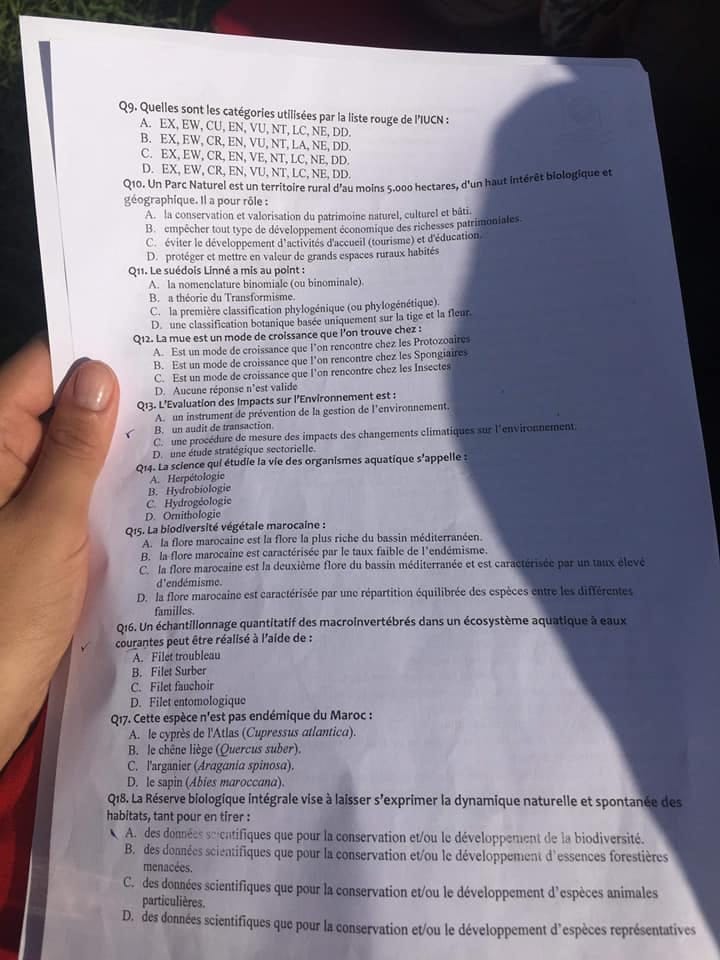 Q9. Quelles sont les catégories utilisées par la liste rouge de l'IUCN :
A. EX, EW, CU, EN, VU, NT, LC, NE, DD.
B. EX, EW, CR, EN, VU, NT, LA, NE, DD.
C. EX, EW, CR, EN, VE, NT, LC, NE, DD.
D. EX, EW, CR, EN, VU, NT, LC, NE, DD.
Q10. Un Parc Naturel est un territoire rural d'au moins 5.000 hectares, d'un haut intérêt biologique et
géographique. Il a pour rôle :
A. la conservation et valorisation du patrimoine naturel, culturel et bâti.
B. empêcher tout type de développement économique des richesses patrimoniales.
C. éviter le développement d'activités d'accueil (tourisme) et d'éducation.
D. protéger et mettre en valeur de grands espaces ruraux habités
Q11. Le suédois Linné a mis au point :
A. la nomenclature binomiale (ou binominale).
B. a théorie du Transformisme.
C. la première classification phylogénique (ou phylogénétique).
D. une classification botanique basée uniquement sur la tige et la fleur.
Q12. La mue est un mode de croissance que l'on trouve chez :
A. Est un mode de croissance que l'on rencontre chez les Protozoaires
B. Est un mode de croissance que l'on rencontre chez les Spongiaires
C. Est un mode de croissance que l'on rencontre chez les Insectes
D. Aucune réponse n'est valide
Q13. L'Evaluation des Impacts sur l'Environnement est :
A. un instrument de prévention de la gestion de l'environnement.
B. un audit de transaction.
C. une procédure de mesure des impacts des changements climatiques sur l'environnement.
D. une étude stratégique sectorielle.
Q14. La science qui étudie la vie des organismes aquatique s'appelle :
A. Herpétologie
B. Hydrobiologie
C. Hydrogéologie
D. Ornithologie
Q15. La biodiversité végétale marocaine :
A. la flore marocaine est la flore la plus riche du bassin méditerranéen.
B. la flore marocaine est caractérisée par le taux faible de l'endémisme.
C. la flore marocaine est la deuxième flore du bassin méditerranée et est caractérisée par un taux élevé
d'endémisme.
D. la flore marocaine est caractérisée par une répartition équilibrée des espèces entre les différentes
familles.
Q16. Un échantillonnage quantitatif des macroinvertébrés dans un écosystème aquatique à eaux
courantes peut être réalisé à l'aide de :
A. Filet troubleau
B. Filet Surber
C. Filet fauchoir
D. Filet entomologique
Q17. Cette espèce n'est pas endémique du Maroc :
A. le cyprès de l'Atlas (Cupressus atlantica).
B. le chêne liège (Quercus suber).
C. l'arganier (Aragania spinosa).
D. le sapin (Abies maroccana).
Q18. La Réserve biologique intégrale vise à laisser s'exprimer la dynamique naturelle et spontanée des
habitats, tant pour en tirer :
A. des données scientifiques que pour la conservation et/ou le développement de la biodiversité.
B. des données scientifiques que pour la conservation et/ou le développement d'essences forestières
menacées.
C. des données scientifiques que pour la conservation et/ou le développement d'espèces animales
particulières.
D. des données scientifiques que pour la conservation et/ou le développement d'espèces représentatives